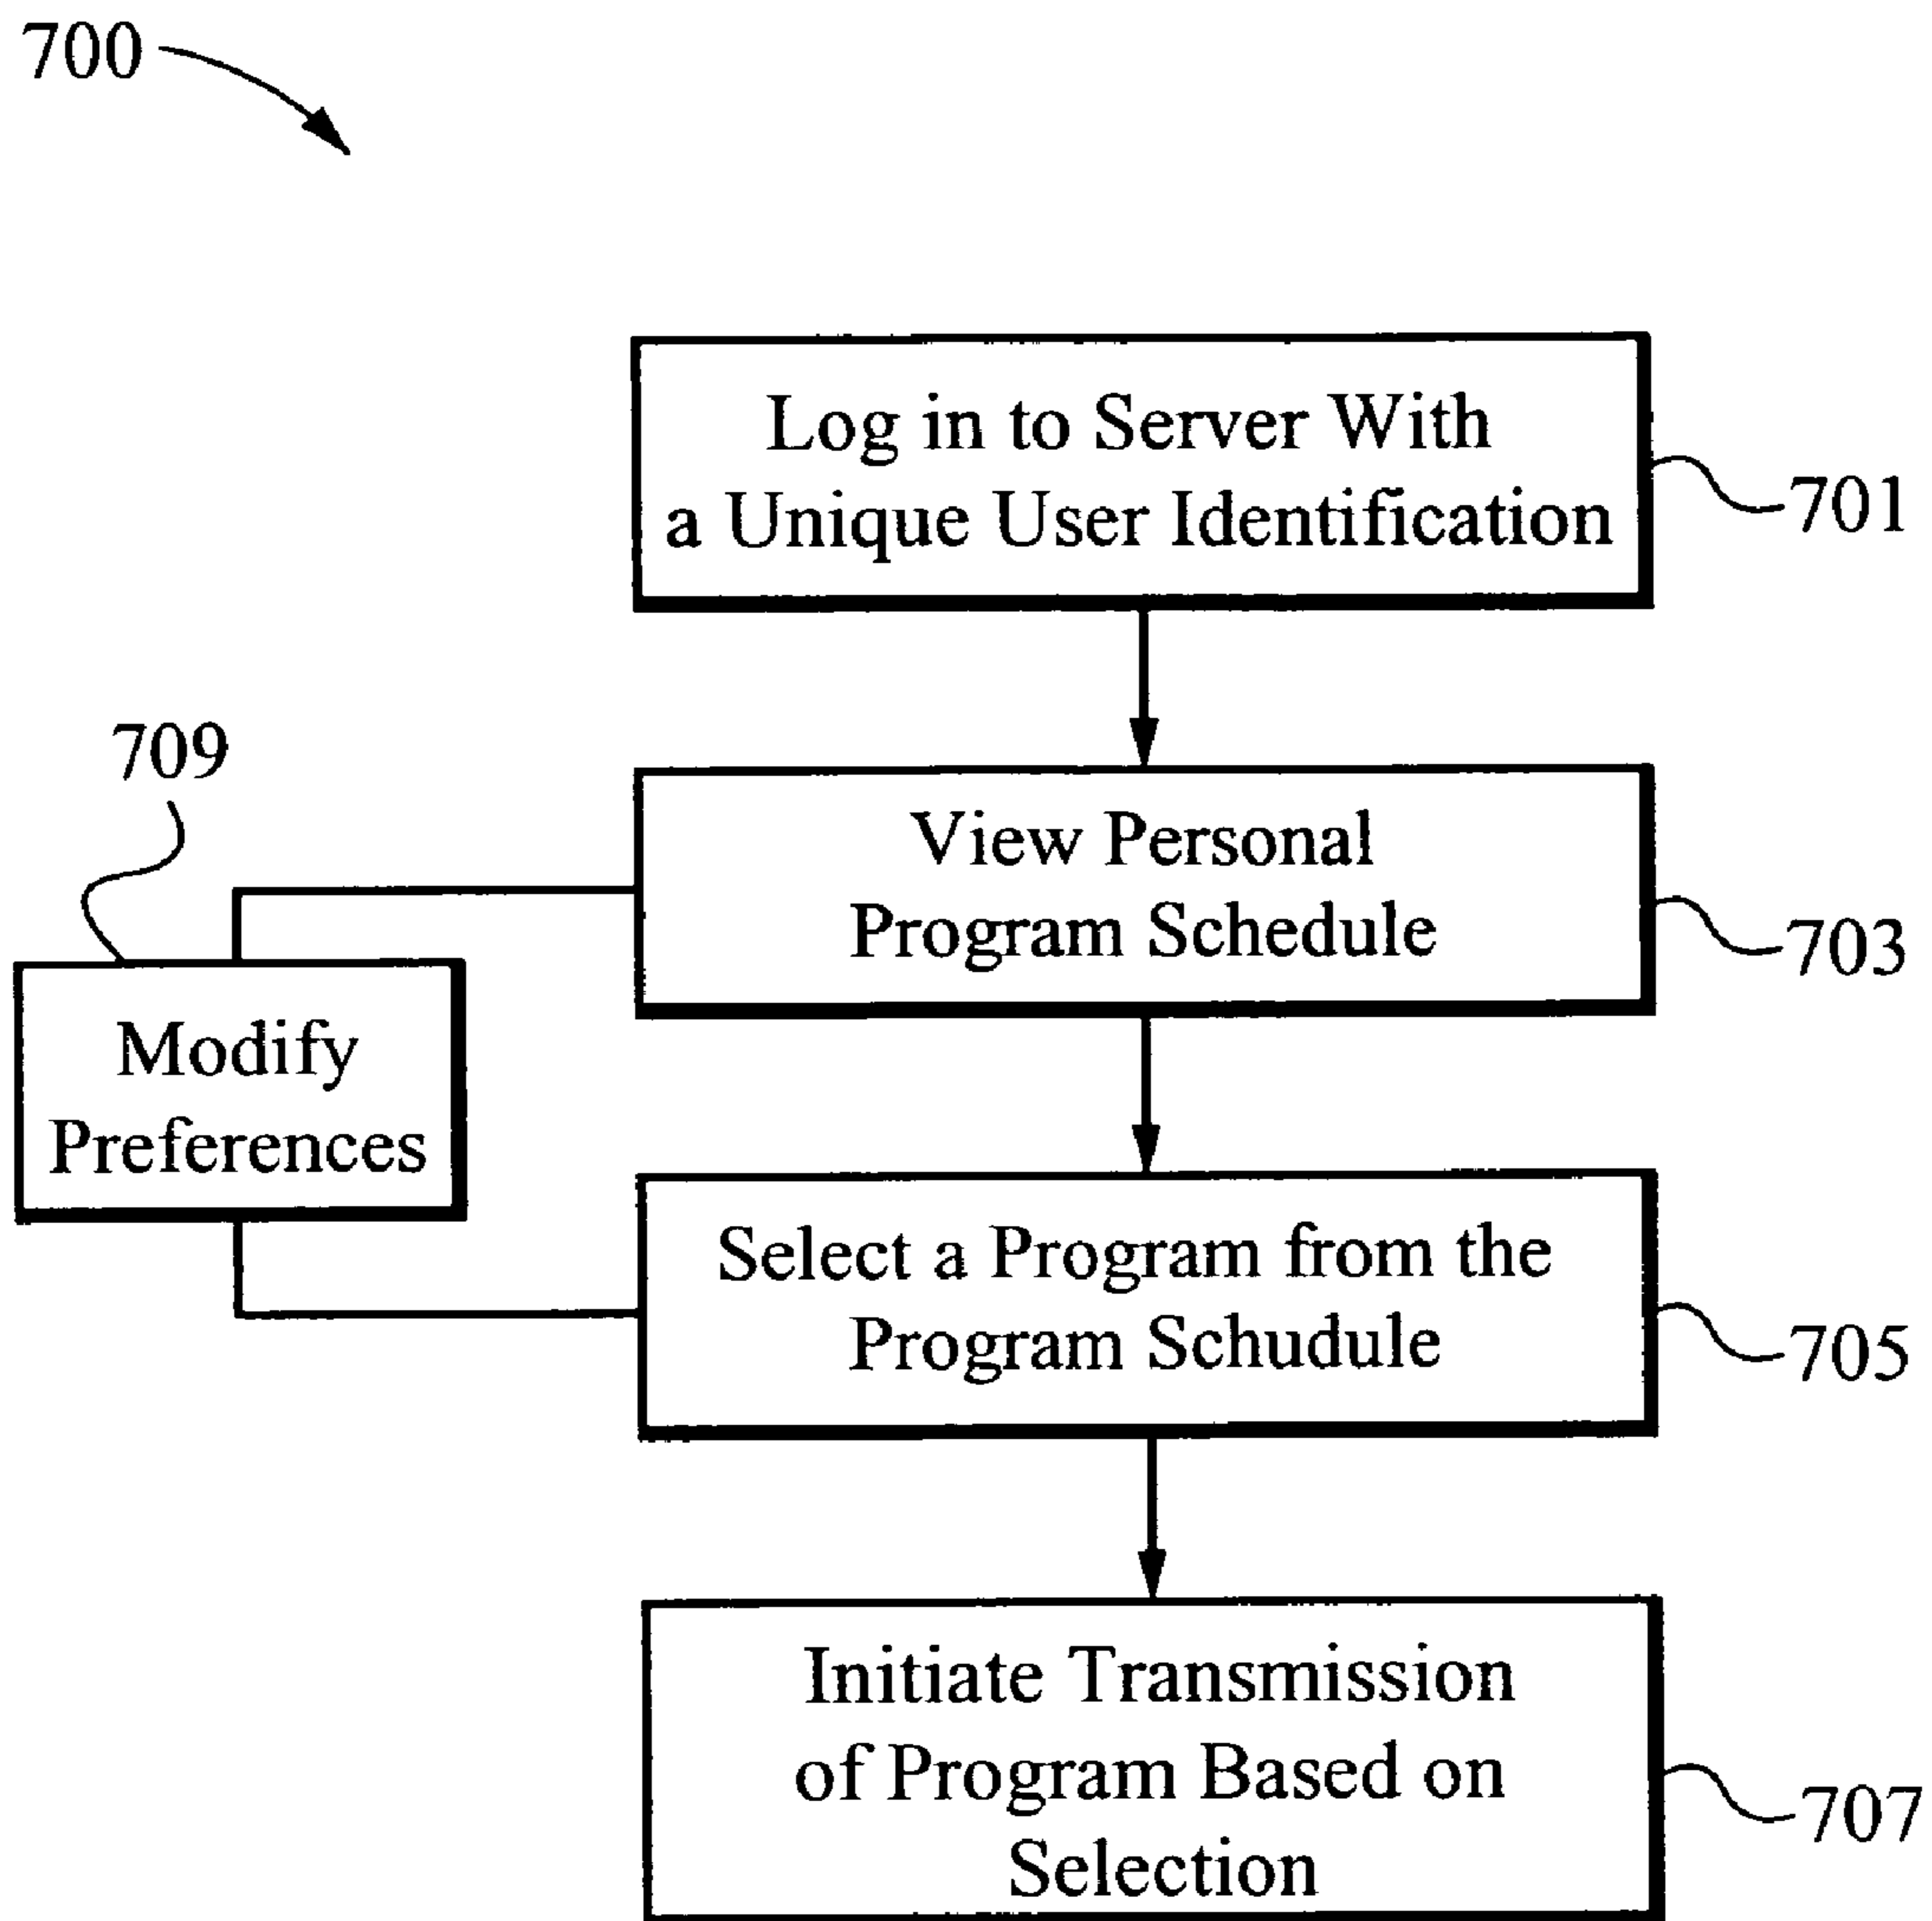 700
Log in to Server With
a Unique User Identification
701
709
View Personal
Program Schedule
703
Modify
Preferences
Select a Program from the
Program Schudule
705
Initiate Transmission
of Program Based on
Selection
707